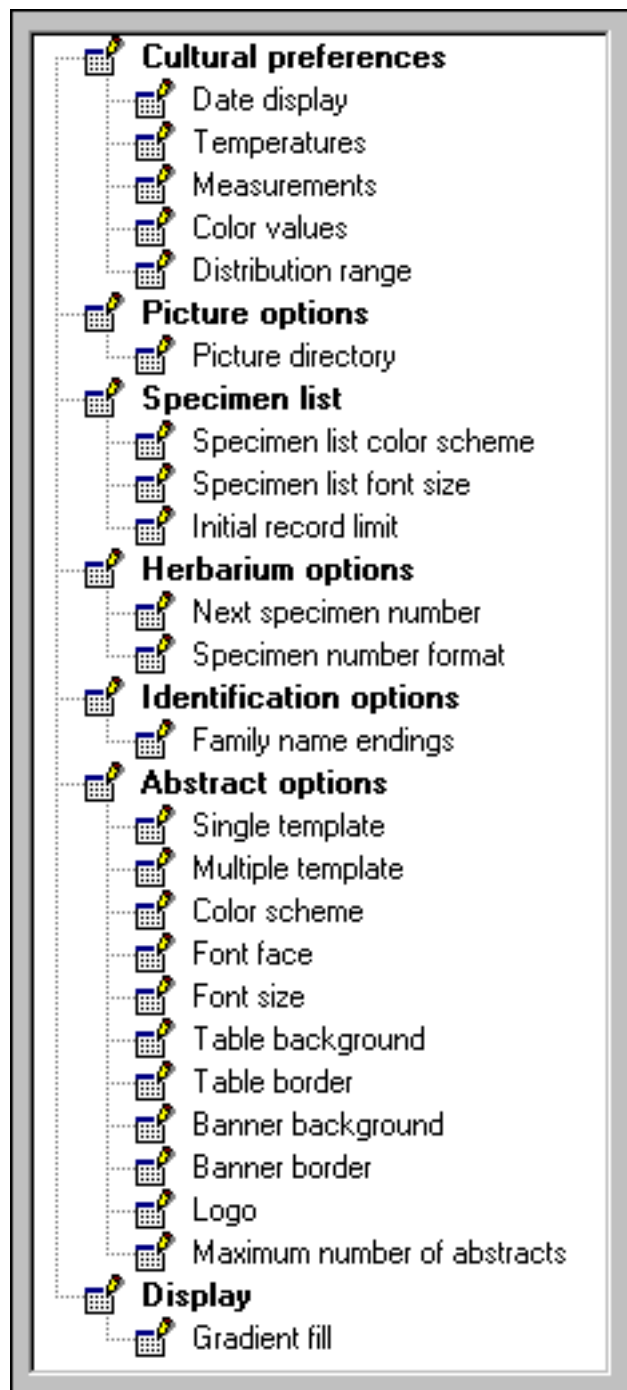 Cultural preferences
Date display
Temperatures
Measurements
Color values
Distribution range
Picture options
Picture directory
Specimen list
Specimen list color scheme
Specimen list font size
Initial record limit
Herbarium options
Next specimen number
Specimen number format
Identification options
Family name endings
Abstract options
Single template
Multiple template
Color scheme
Font face
Font size
Table background
Table border
Banner background
Banner border
Logo
Maximum number of abstracts
Display
Gradient fill